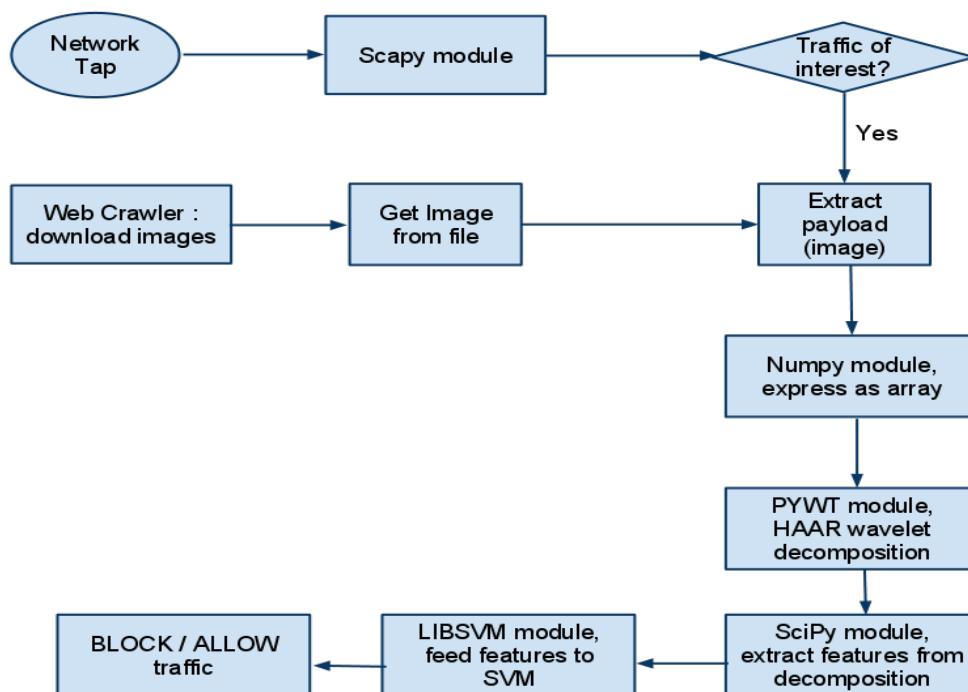 Network
Tap
Scapy module
Traffic of
interest?
Yes
Web Crawler :
download images
Get Image
from file
Extract
payload
(image)
Numpy module,
express as array
PYWT module,
HAAR wavelet
decomposition
BLOCK / ALLOW
traffic
LIBSVM module,
feed features to
SVM
SciPy module,
extract features from
decomposition